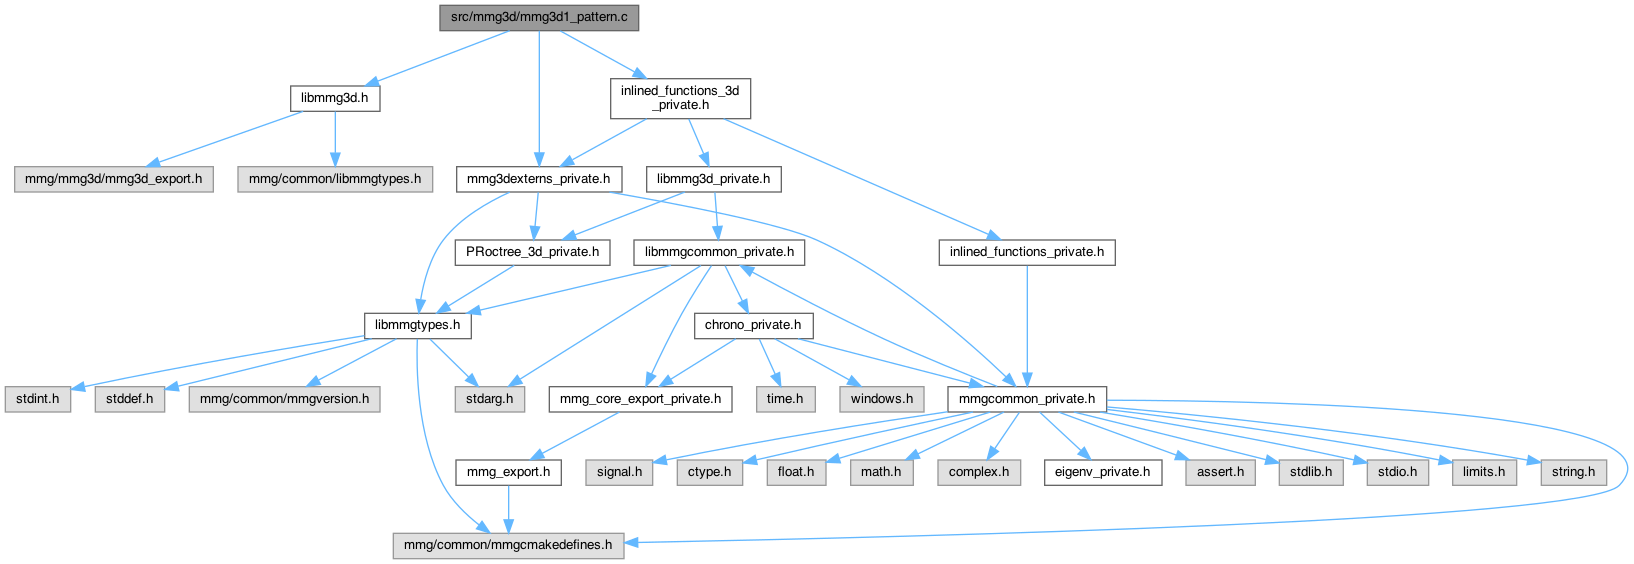 src/mmg3d/mmg3d1_pattern.c
libmmg3d.h
inlined_functions_3d
_private.h
mmg/mmg3d/mmg3d_export.h
mmg/common/libmmgtypes.h
mmg3dexterns_private.h
libmmg3d_private.h
PRoctree_3d_private.h
libmmgcommon_private.h
inlined_functions_private.h
libmmgtypes.h
chrono_private.h
stdint.h
stddef.h
mmg/common/mmgversion.h
stdarg.h
mmg_core_export_private.h
time.h
windows.h
mmgcommon_private.h
mmg_export.h
signal.h
ctype.h
float.h
math.h
complex.h
eigenv_private.h
assert.h
stdlib.h
stdio.h
limits.h
string.h
mmg/common/mmgcmakedefines.h